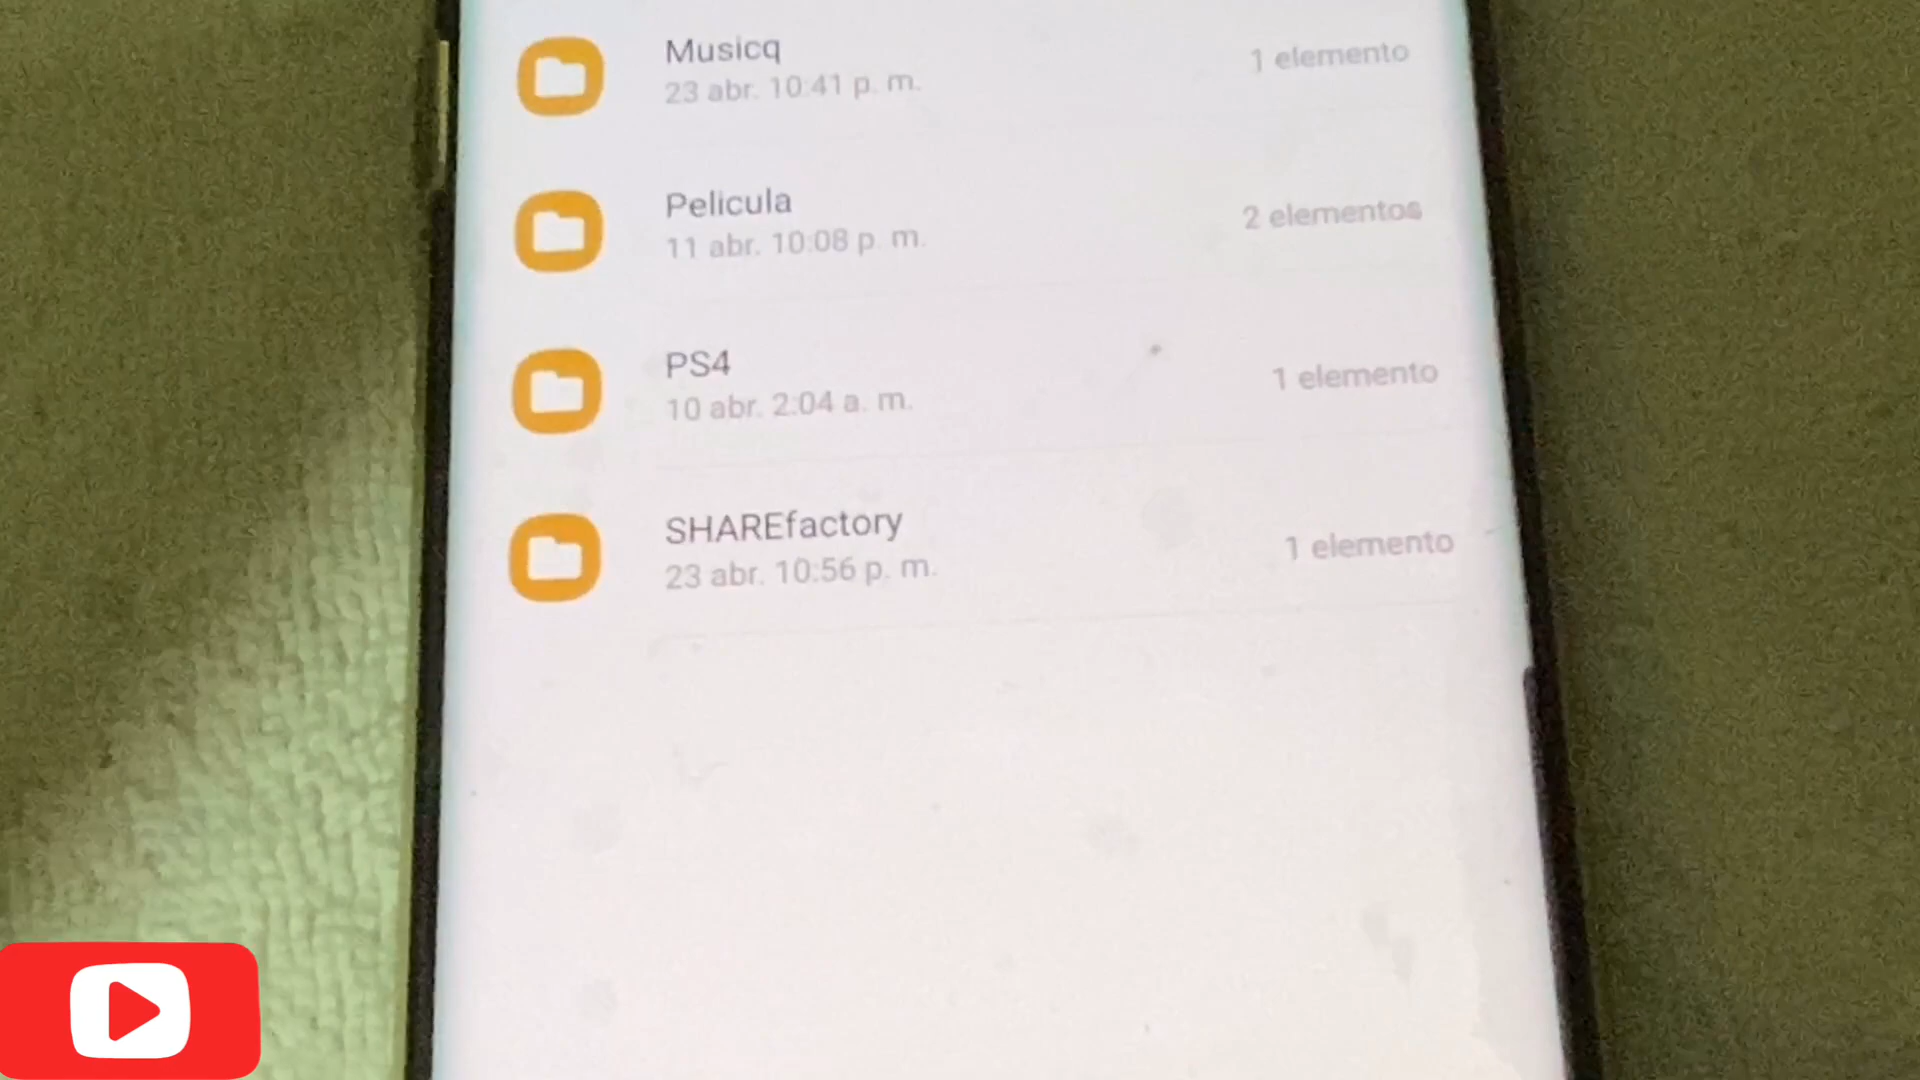 Musicq
1 elemento
23 abr. 10:41 p. m.
Pelicula
2 elementos
11 abr. 10:08 p. m.
PS4
1 elemento
10 abr. 2:04 a. m.
SHAREfactory
1 elemento
23 abr. 10:56 p. m.